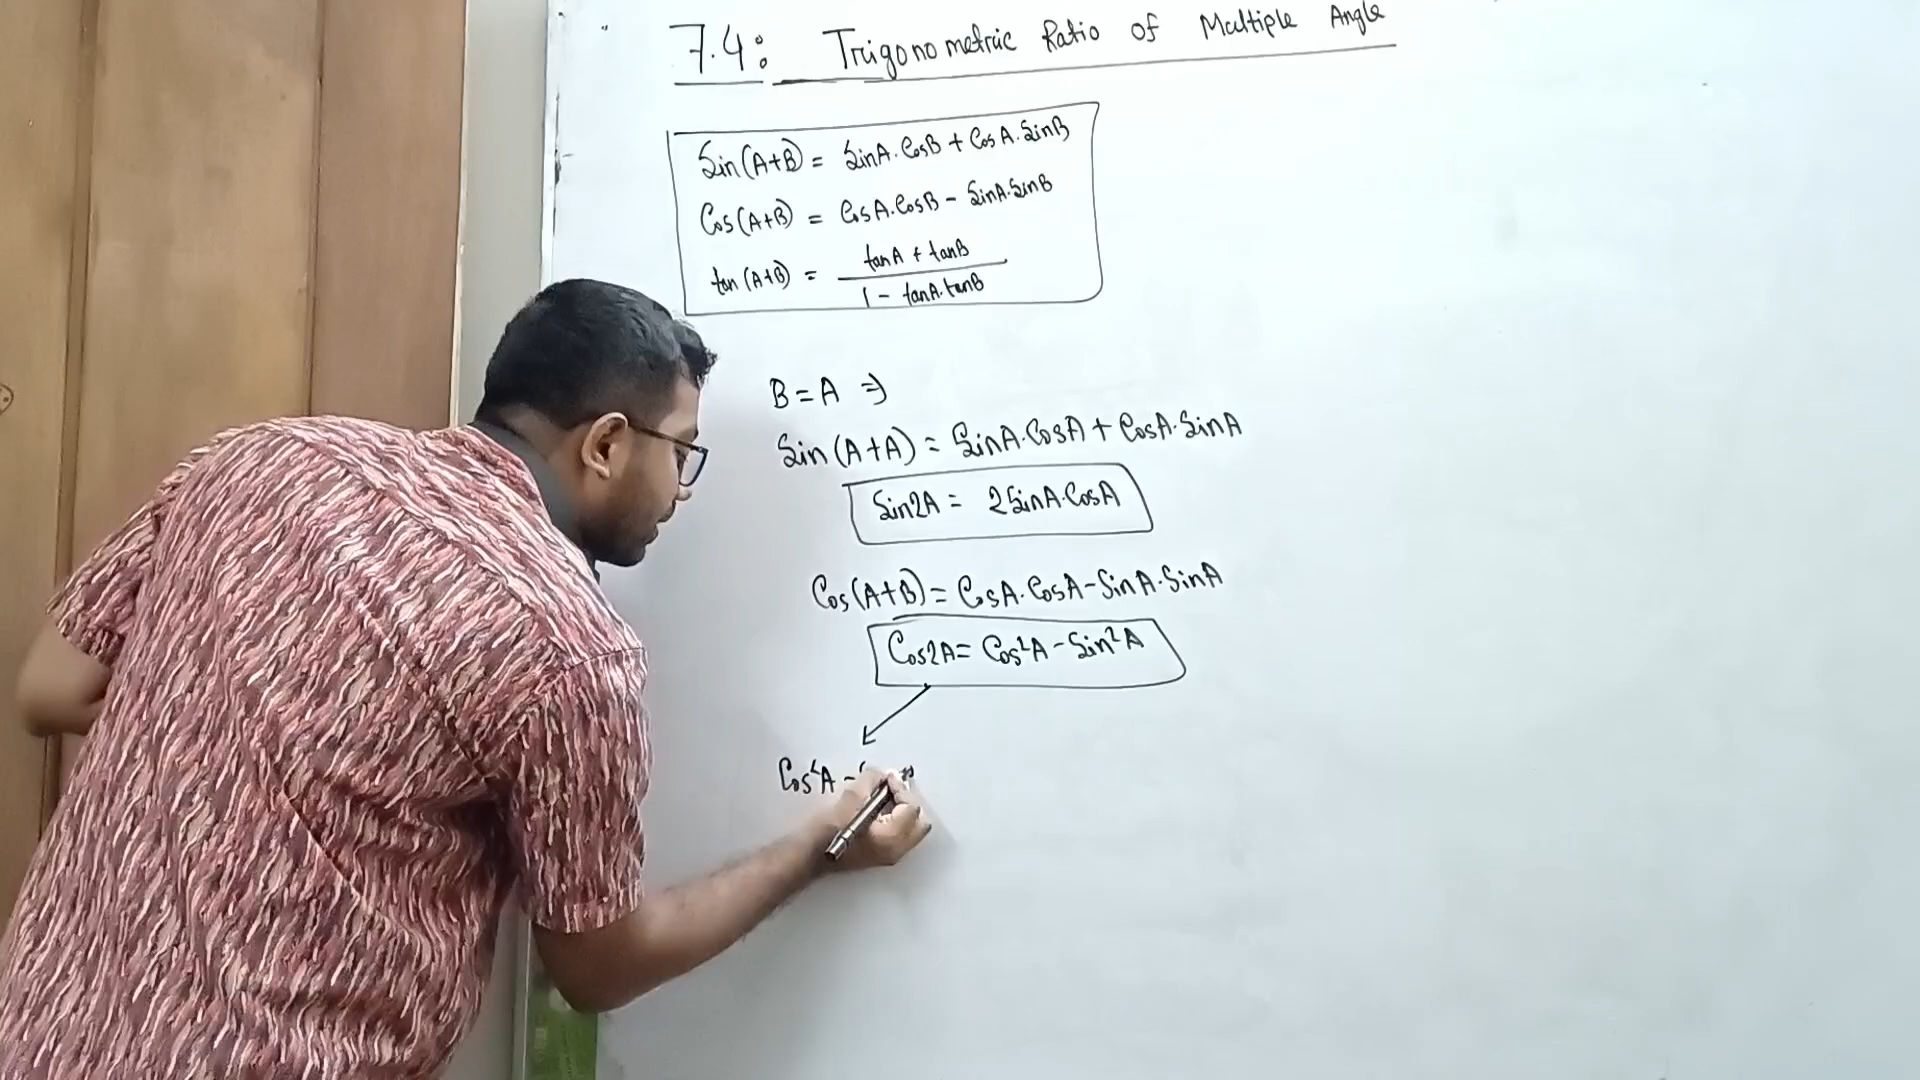 7.4: Trigonometric Ratio of Multiple Angle
Sin(A+B) = SinA.CosB + CosA.SinB
Cos(A+B) = CosA.CosB - SinA.SinB
tan(A+B) = tanA + tanB / 1 - tanA.tanB
B = A ⇒
Sin(A+A) = SinA.CosA + CosA.SinA
Sin2A = 2SinA.CosA
Cos(A+B) = CosA.CosA - SinA.SinA
Cos2A = Cos²A - Sin²A
Cos²A -